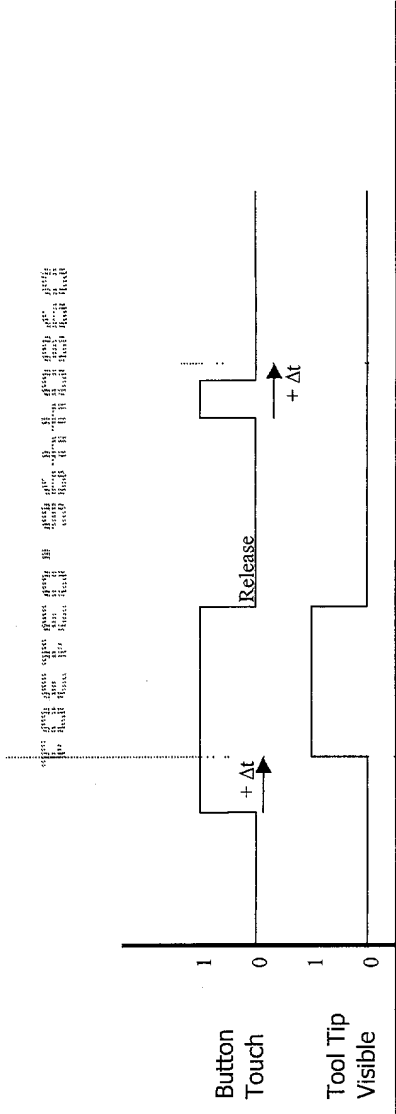 Button
Touch
1
0
+ Δt
Release
+ Δt
Tool Tip
Visible
1
0